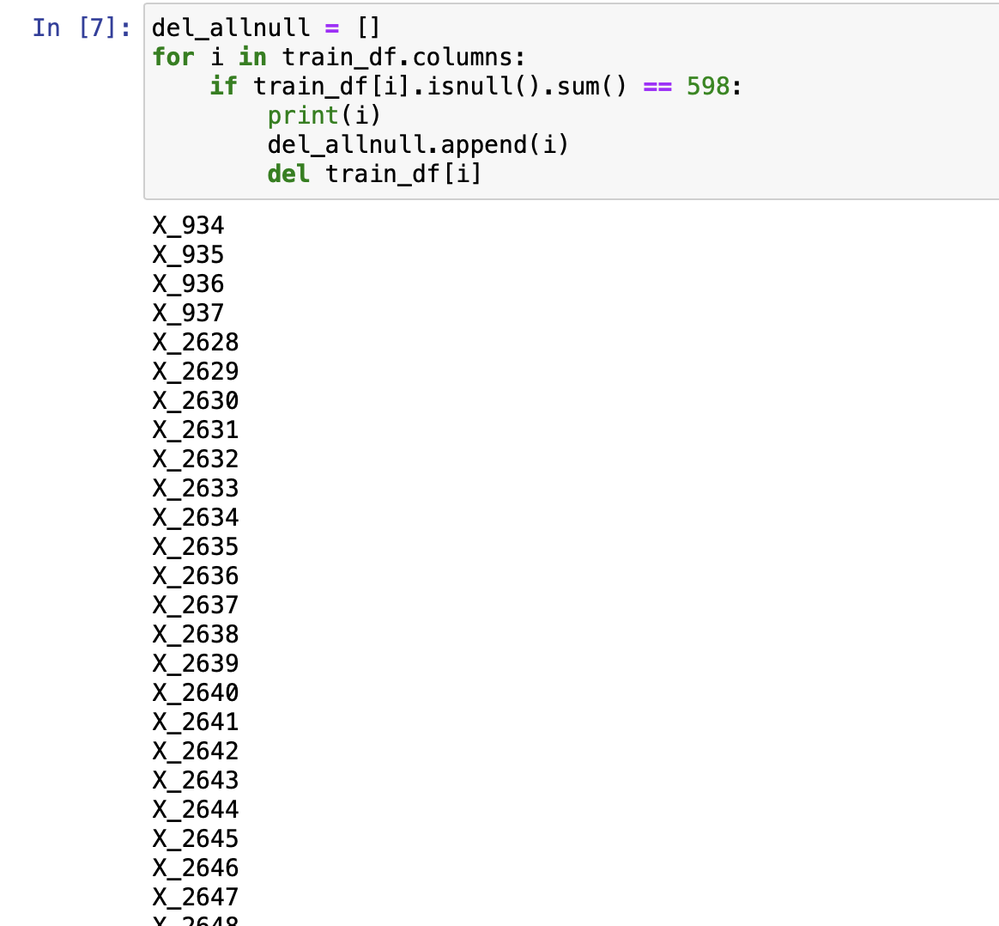 In [7]: del_allnull = []
for i in train_df.columns:
    if train_df[i].isnull().sum() == 598:
        print(i)
        del_allnull.append(i)
        del train_df[i]
X_934
X_935
X_936
X_937
X_2628
X_2629
X_2630
X_2631
X_2632
X_2633
X_2634
X_2635
X_2636
X_2637
X_2638
X_2639
X_2640
X_2641
X_2642
X_2643
X_2644
X_2645
X_2646
X_2647
X_2648